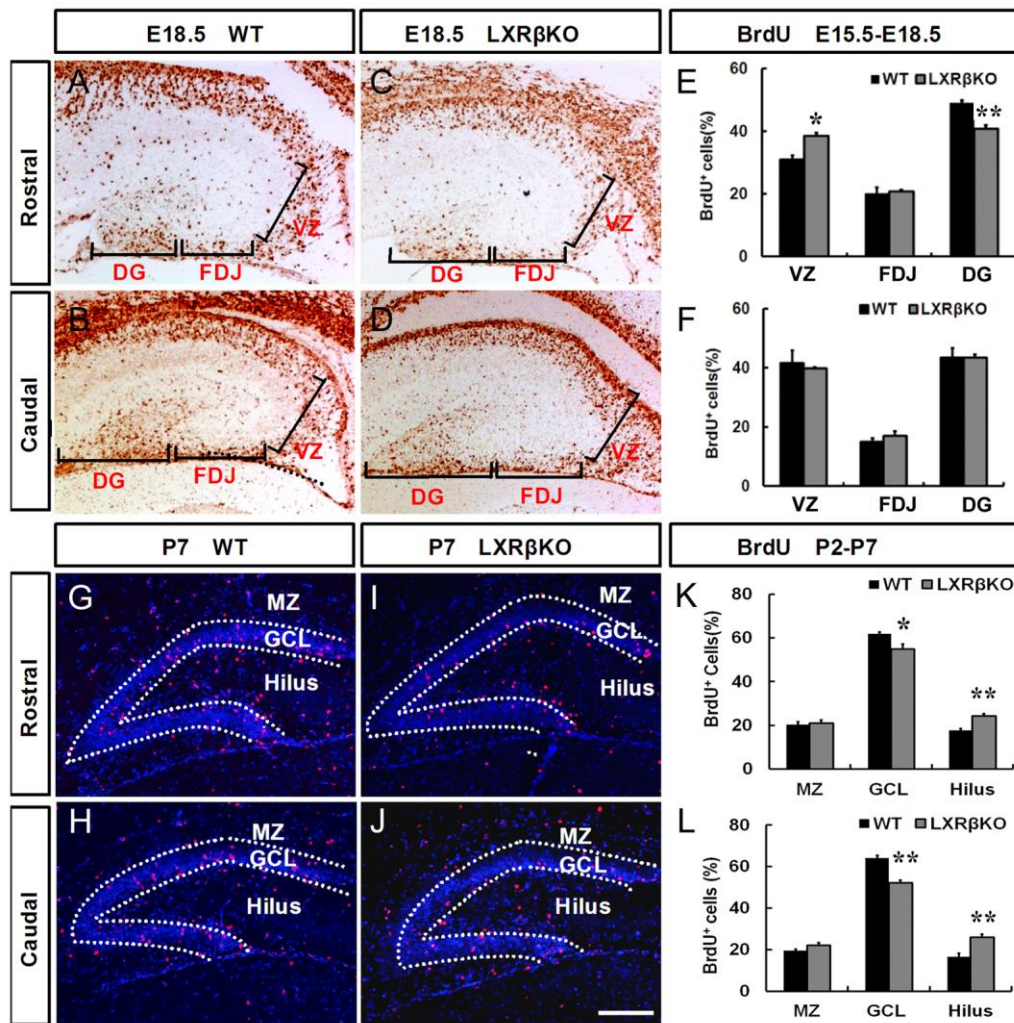 E18.5 WT
E18.5 LXRβKO
BrdU E15.5-E18.5
Rostral
A
DG
FDJ
VZ
C
DG
FDJ
VZ
E
BrdU⁺ cells(%)
60
40
20
0
WT
LXRβKO
*
**
VZ
FDJ
DG
Caudal
B
DG
FDJ
VZ
D
DG
FDJ
VZ
F
BrdU⁺ cells(%)
60
40
20
0
WT
LXRβKO
VZ
FDJ
DG
P7 WT
P7 LXRβKO
BrdU P2-P7
Rostral
G
MZ
GCL
Hilus
I
MZ
GCL
Hilus
K
BrdU⁺ Cells(%)
80
60
40
20
0
WT
LXRβKO
*
**
MZ
GCL
Hilus
Caudal
H
MZ
GCL
Hilus
J
MZ
GCL
Hilus
L
BrdU⁺ cells (%)
80
60
40
20
0
WT
LXRβKO
**
**
MZ
GCL
Hilus